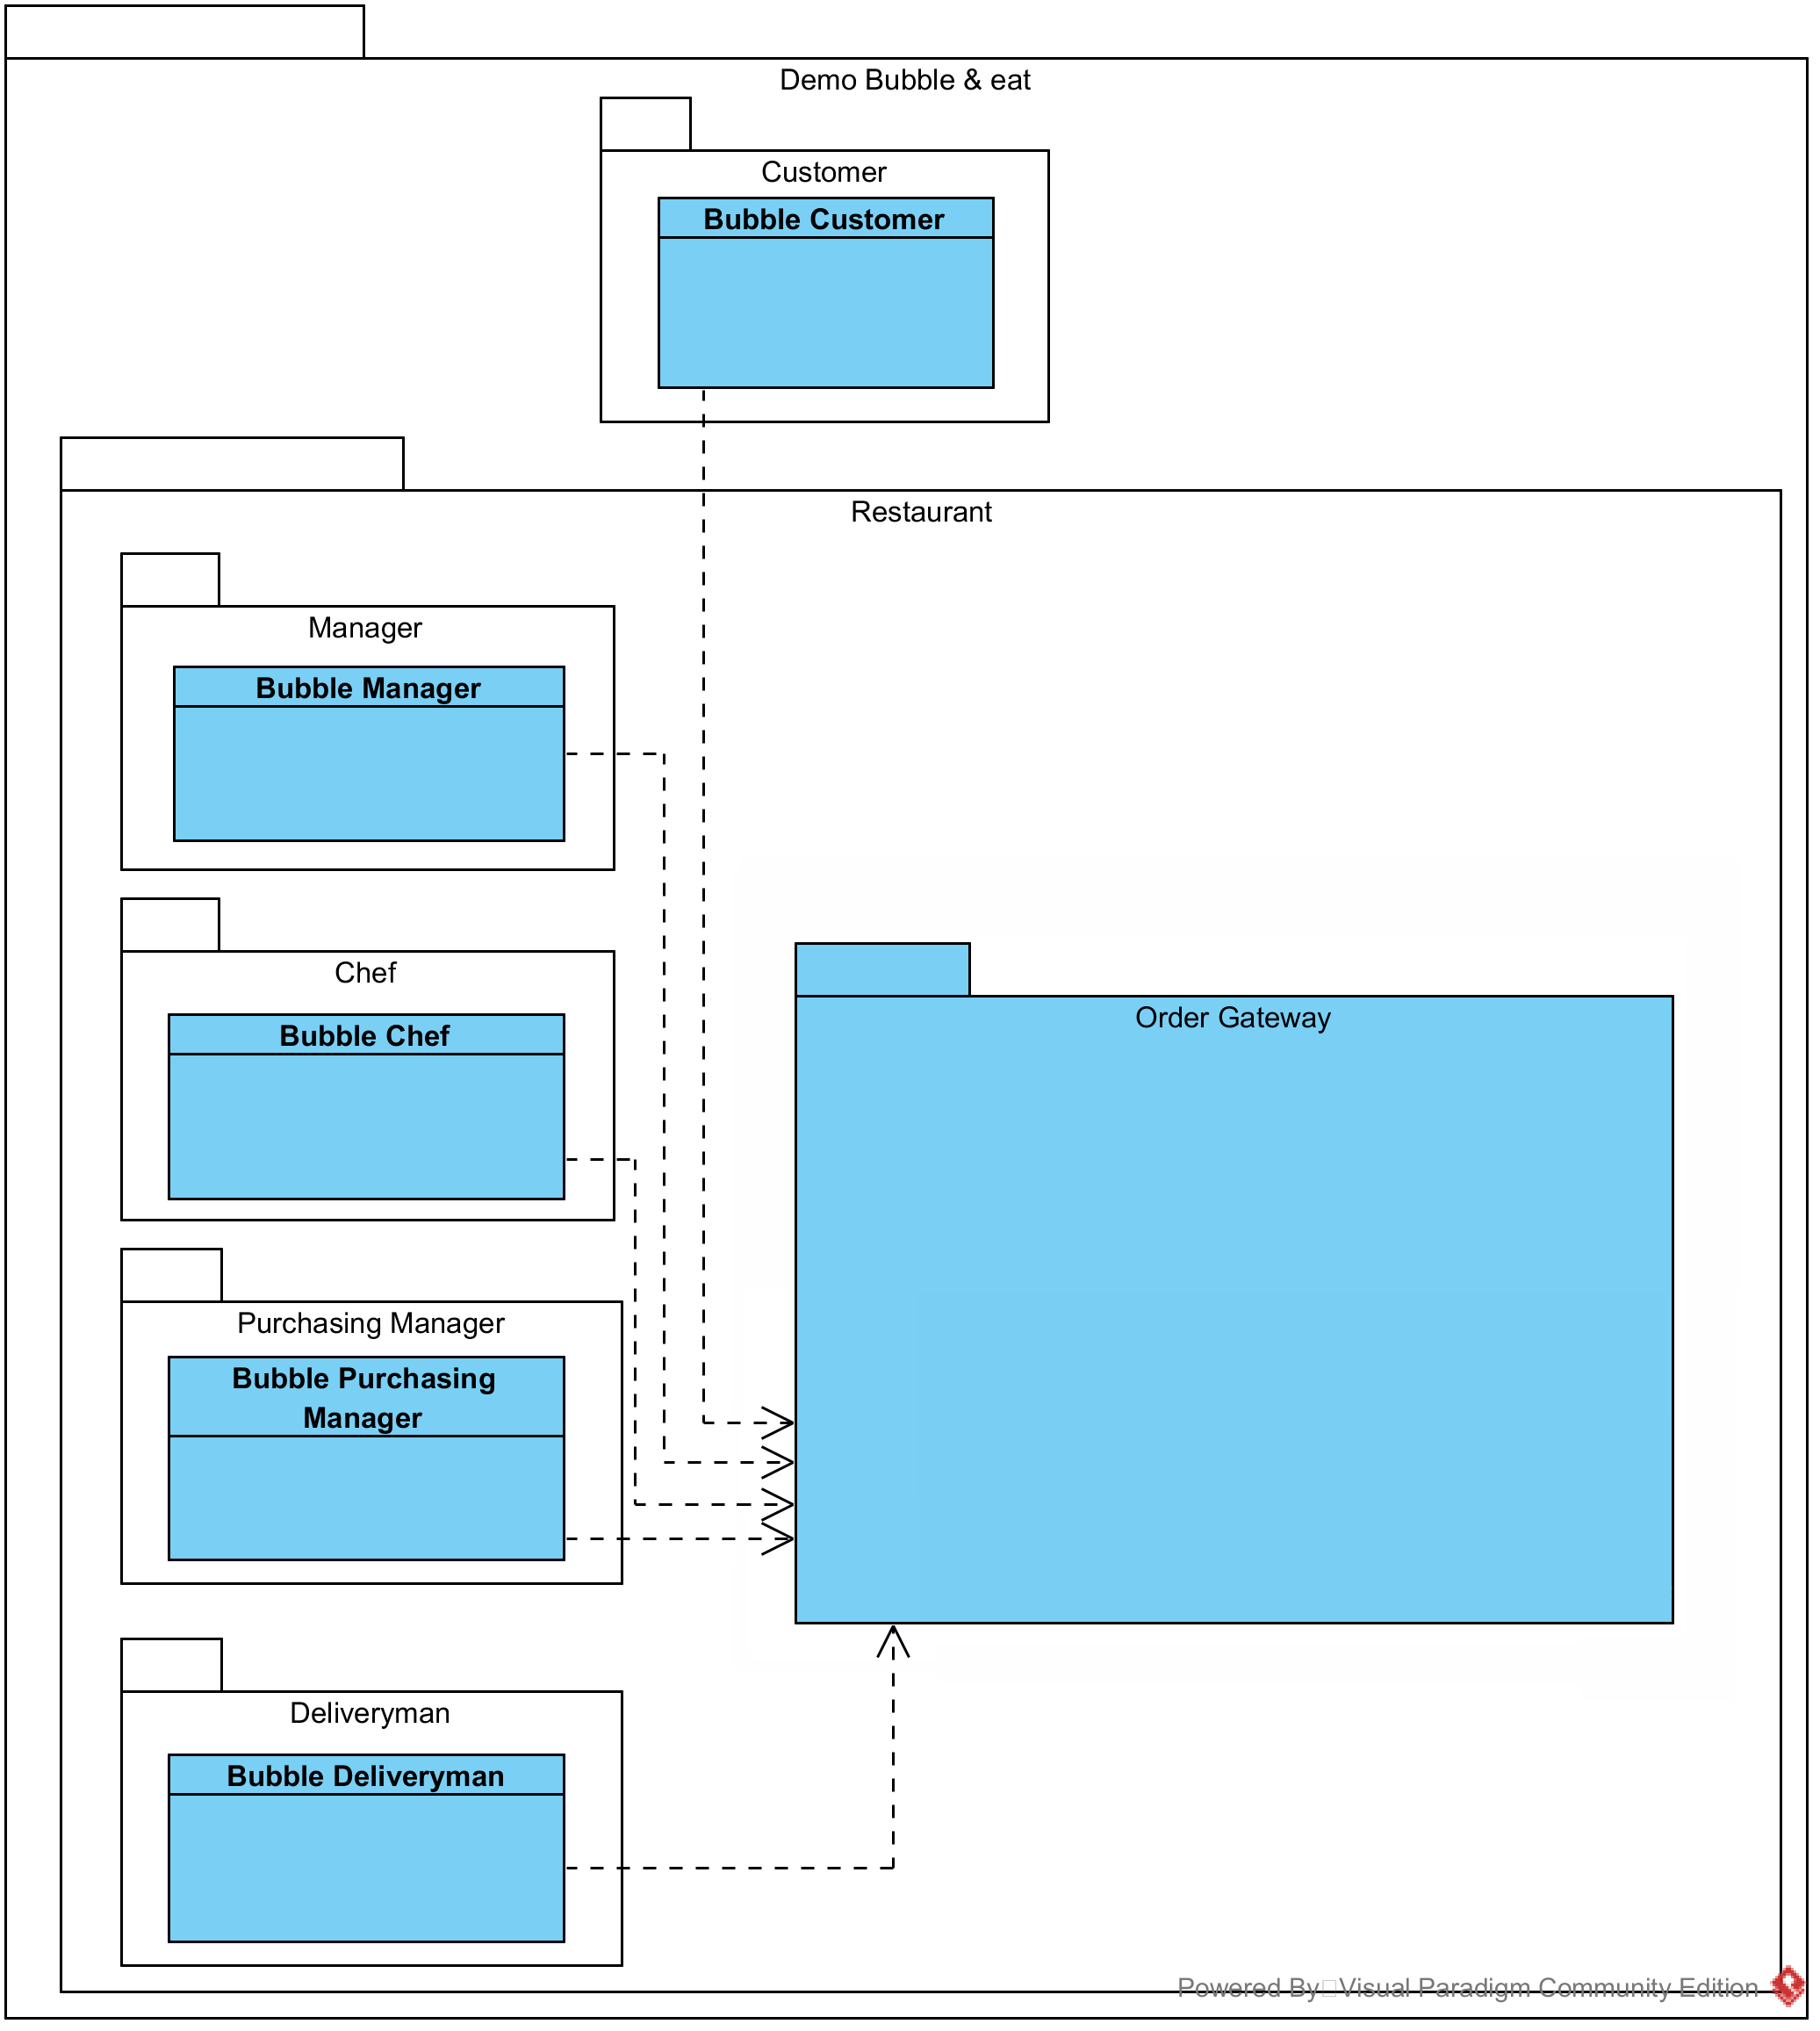 Demo Bubble & eat
Customer
Bubble Customer
Restaurant
Manager
Bubble Manager
Chef
Bubble Chef
Order Gateway
Purchasing Manager
Bubble Purchasing
Manager
Deliveryman
Bubble Deliveryman
Powered By Visual Paradigm Community Edition